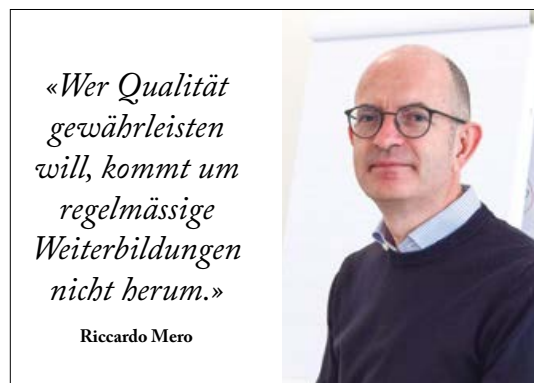 «Wer Qualität
gewährleisten
will, kommt um
regelmässige
Weiterbildungen
nicht herum.»
Riccardo Mero